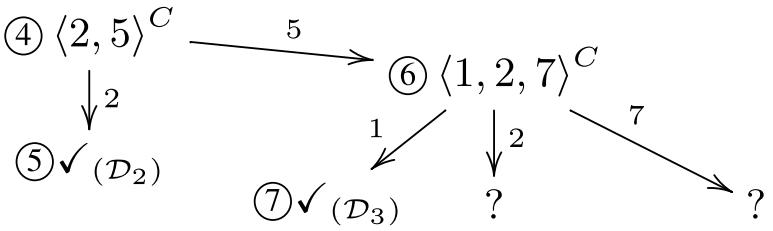 ④ ⟨2, 5⟩^C
5
⑥ ⟨1, 2, 7⟩^C
2
1
2
7
⑤ ✓ (𝒟₂)
⑦ ✓ (𝒟₃)
?
?